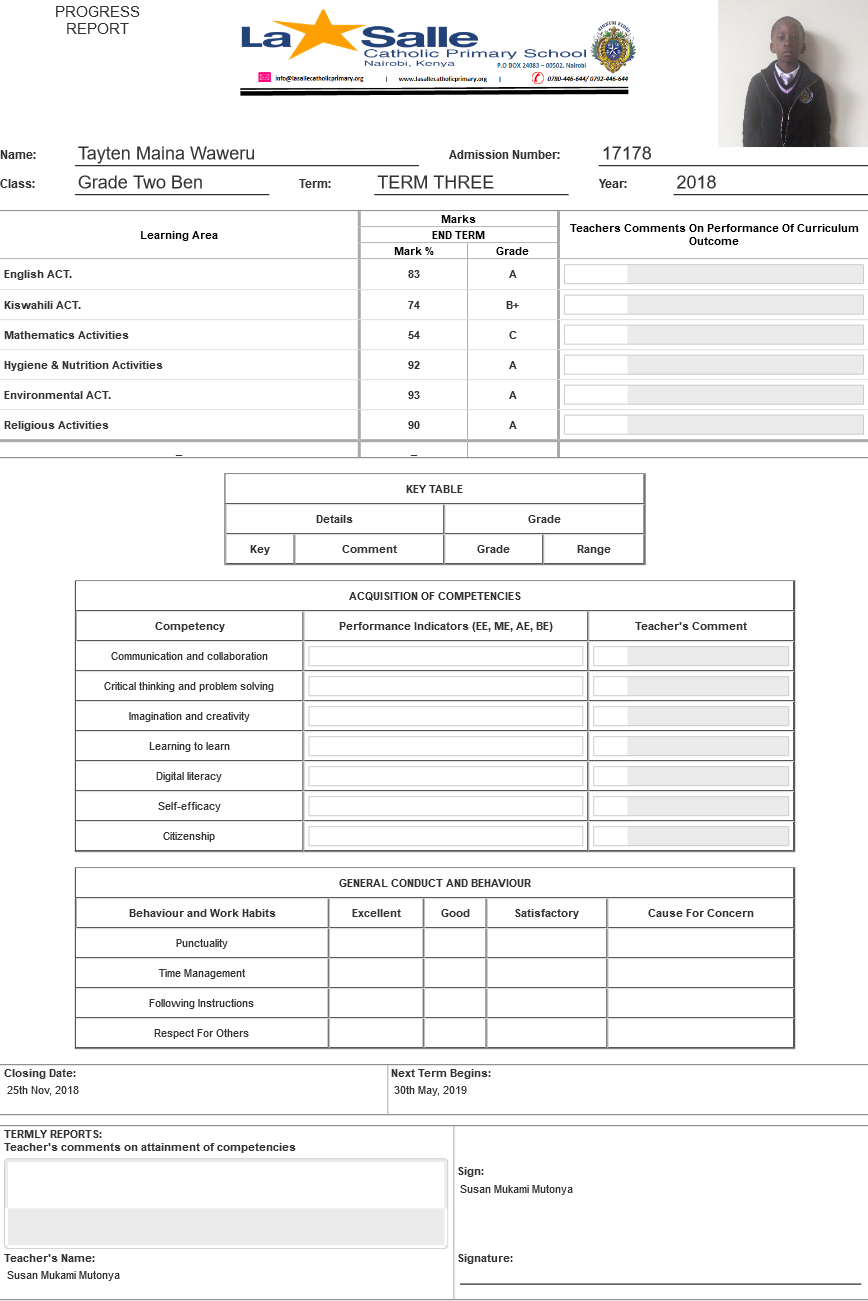 PROGRESS
REPORT
La Salle
Catholic Primary School
Nairobi, Kenya
P.O BOX 24083 – 00502, Nairobi
info@lasallecatholicprimary.org | www.lasallecatholicprimary.org | 0780-446-644/ 0792-446-644
Name: Tayten Maina Waweru Admission Number: 17178
Class: Grade Two Ben Term: TERM THREE Year: 2018
Learning Area Marks Teachers Comments On Performance Of Curriculum Outcome
END TERM
Mark % Grade
English ACT. 83 A
Kiswahili ACT. 74 B+
Mathematics Activities 54 C
Hygiene & Nutrition Activities 92 A
Environmental ACT. 93 A
Religious Activities 90 A
_ _
KEY TABLE
Details Grade
Key Comment Grade Range
ACQUISITION OF COMPETENCIES
Competency Performance Indicators (EE, ME, AE, BE) Teacher's Comment
Communication and collaboration
Critical thinking and problem solving
Imagination and creativity
Learning to learn
Digital literacy
Self-efficacy
Citizenship
GENERAL CONDUCT AND BEHAVIOUR
Behaviour and Work Habits Excellent Good Satisfactory Cause For Concern
Punctuality
Time Management
Following Instructions
Respect For Others
Closing Date: Next Term Begins:
25th Nov, 2018 30th May, 2019
TERMLY REPORTS:
Teacher's comments on attainment of competencies
Sign:
Susan Mukami Mutonya
Teacher's Name: Signature:
Susan Mukami Mutonya